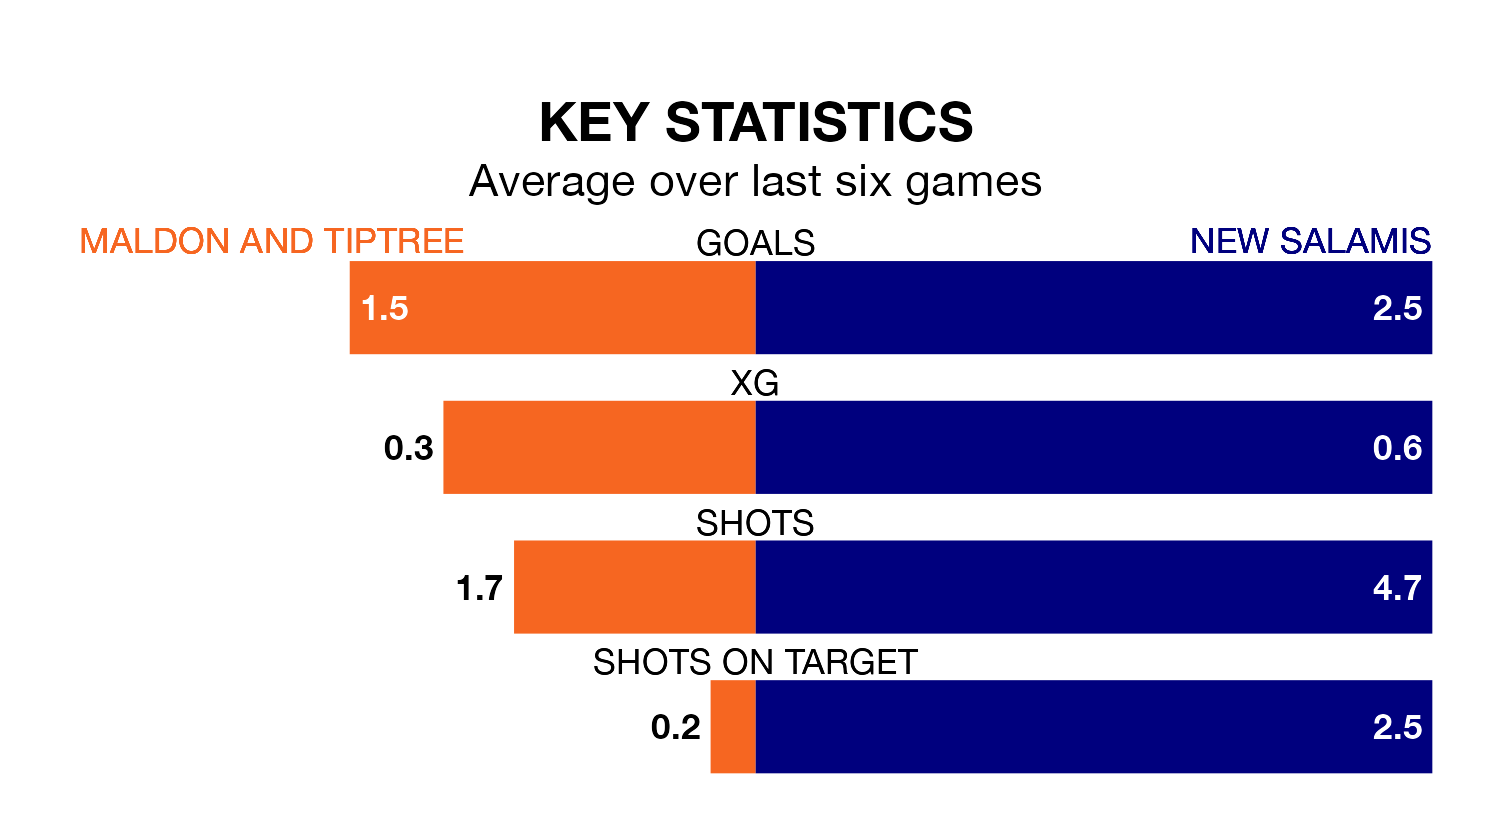 KEY STATISTICS
Average over last six games
MALDON AND TIPTREE GOALS NEW SALAMIS
1.5 2.5
XG
0.3 0.6
SHOTS
1.7 4.7
SHOTS ON TARGET
0.2 2.5